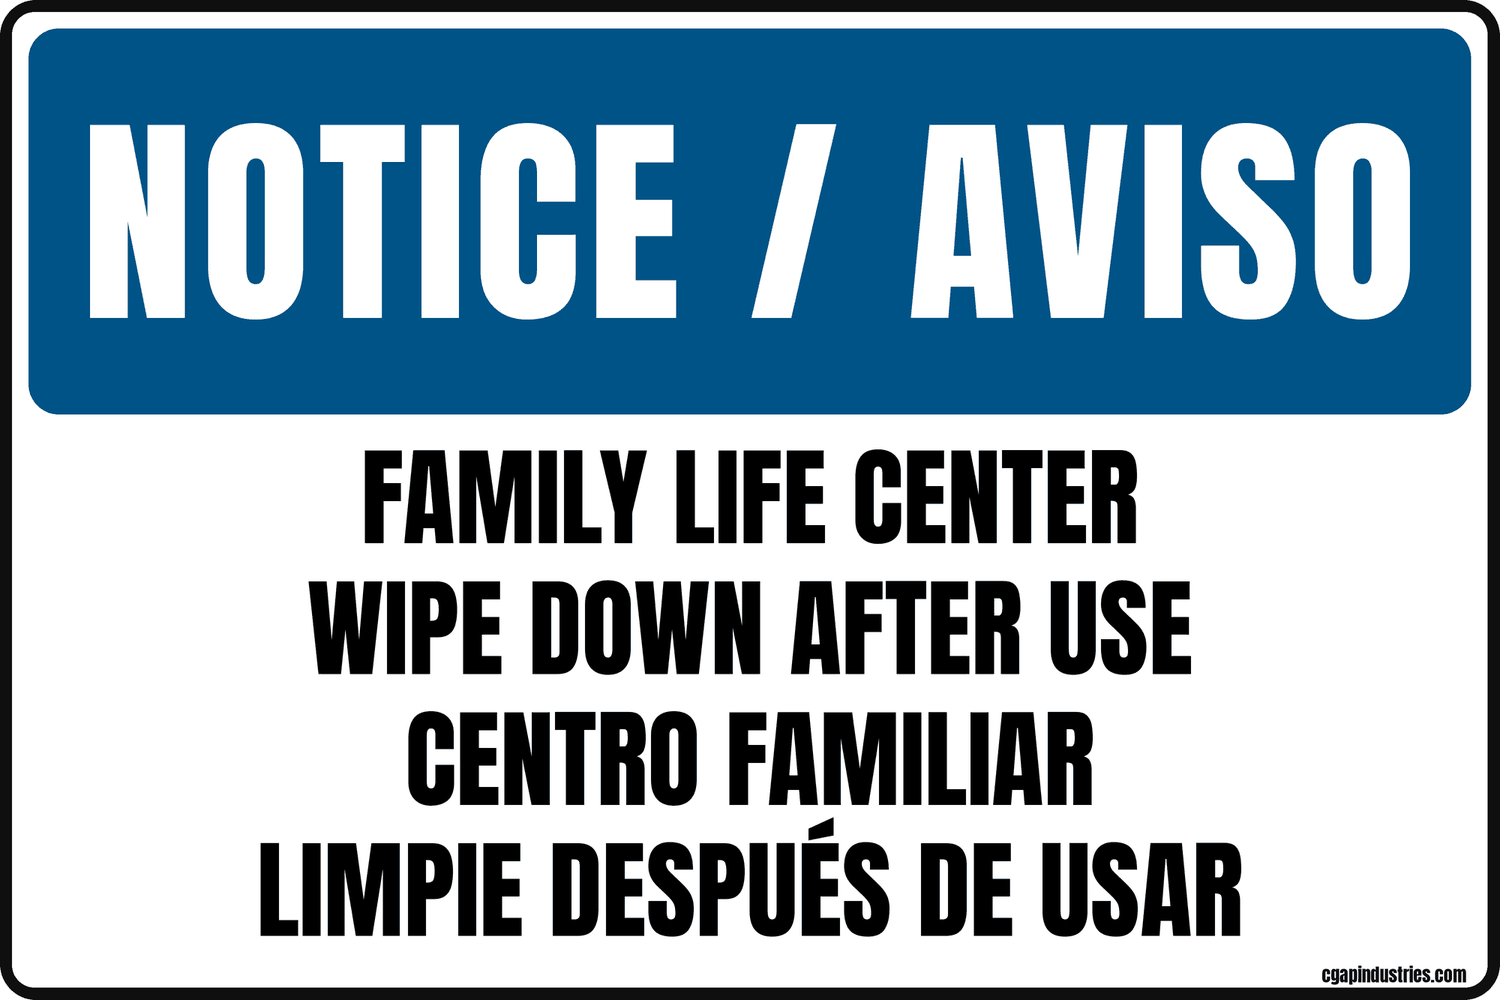 NOTICE / AVISO
FAMILY LIFE CENTER
WIPE DOWN AFTER USE
CENTRO FAMILIAR
LIMPIE DESPUÉS DE USAR
cgapindustries.com